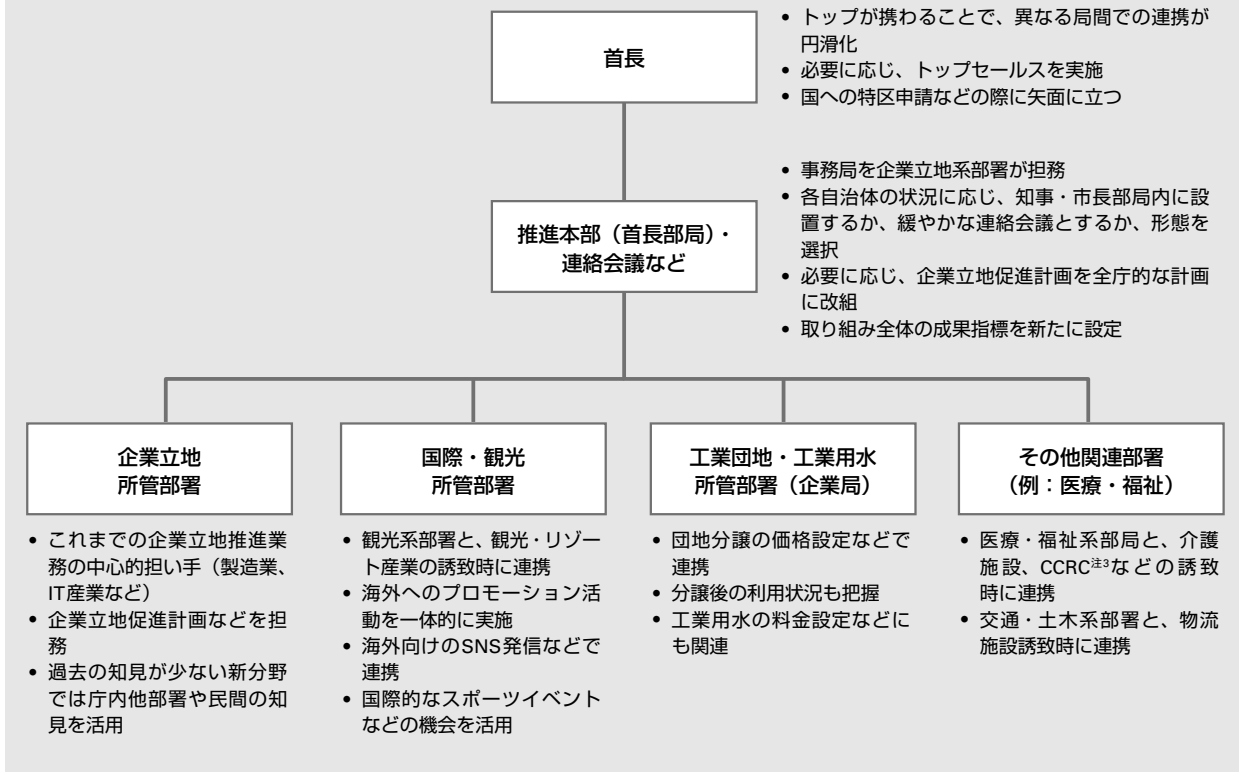 首長
• トップが携わることで、異なる局間での連携が
円滑化
• 必要に応じ、トップセールスを実施
• 国への特区申請などの際に矢面に立つ
推進本部（首長部局）・
連絡会議など
• 事務局を企業立地系部署が担務
• 各自治体の状況に応じ、知事・市長部局内に設
置するか、緩やかな連絡会議とするか、形態を
選択
• 必要に応じ、企業立地促進計画を全庁的な計画
に改組
• 取り組み全体の成果指標を新たに設定
企業立地
所管部署
• これまでの企業立地推進業
務の中心的担い手（製造業、
IT産業など）
• 企業立地促進計画などを担
務
• 過去の知見が少ない新分野
では庁内他部署や民間の知
見を活用
国際・観光
所管部署
• 観光系部署と、観光・リゾー
ト産業の誘致時に連携
• 海外へのプロモーション活
動を一体的に実施
• 海外向けのSNS発信などで
連携
• 国際的なスポーツイベント
などの機会を活用
工業団地・工業用水
所管部署（企業局）
• 団地分譲の価格設定などで
連携
• 分譲後の利用状況も把握
• 工業用水の料金設定などに
も関連
その他関連部署
（例：医療・福祉）
• 医療・福祉系部局と、介護
施設、CCRC注3などの誘致
時に連携
• 交通・土木系部署と、物流
施設誘致時に連携